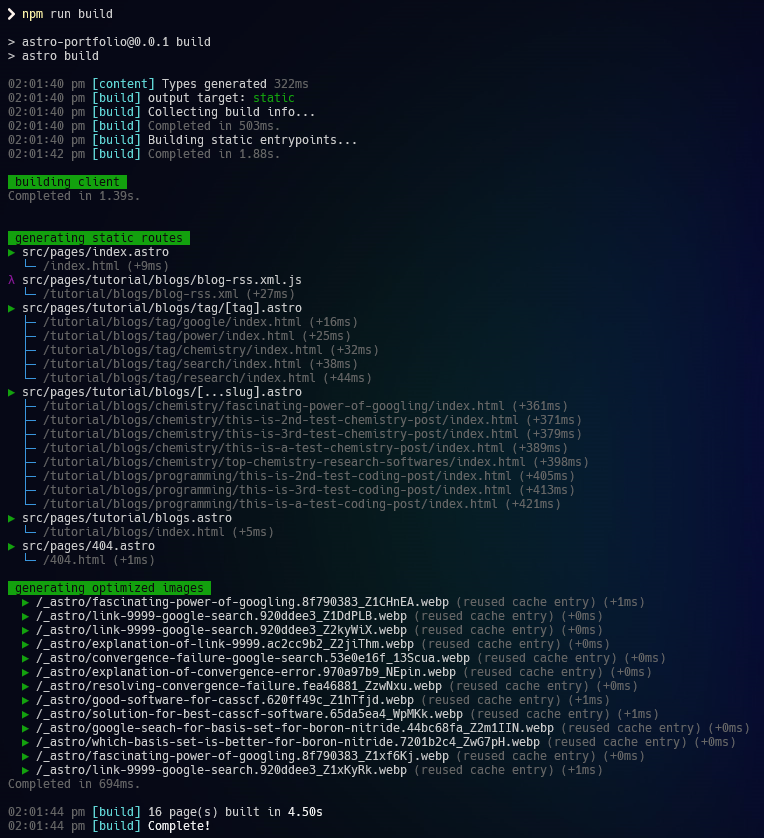 ❯ npm run build
> astro-portfolio@0.0.1 build
> astro build
02:01:40 pm [content] Types generated 322ms
02:01:40 pm [build] output target: static
02:01:40 pm [build] Collecting build info...
02:01:40 pm [build] Completed in 503ms.
02:01:40 pm [build] Building static entrypoints...
02:01:42 pm [build] Completed in 1.88s.
building client
Completed in 1.39s.
generating static routes
▶ src/pages/index.astro
└─ /index.html (+9ms)
λ src/pages/tutorial/blogs/blog-rss.xml.js
└─ /tutorial/blogs/blog-rss.xml (+27ms)
▶ src/pages/tutorial/blogs/tag/[tag].astro
├─ /tutorial/blogs/tag/google/index.html (+16ms)
├─ /tutorial/blogs/tag/power/index.html (+25ms)
├─ /tutorial/blogs/tag/chemistry/index.html (+32ms)
├─ /tutorial/blogs/tag/search/index.html (+38ms)
└─ /tutorial/blogs/tag/research/index.html (+44ms)
▶ src/pages/tutorial/blogs/[...slug].astro
├─ /tutorial/blogs/chemistry/fascinating-power-of-googling/index.html (+361ms)
├─ /tutorial/blogs/chemistry/this-is-2nd-test-chemistry-post/index.html (+371ms)
├─ /tutorial/blogs/chemistry/this-is-3rd-test-chemistry-post/index.html (+379ms)
├─ /tutorial/blogs/chemistry/this-is-a-test-chemistry-post/index.html (+389ms)
├─ /tutorial/blogs/chemistry/top-chemistry-research-softwares/index.html (+398ms)
├─ /tutorial/blogs/programming/this-is-2nd-test-coding-post/index.html (+405ms)
├─ /tutorial/blogs/programming/this-is-3rd-test-coding-post/index.html (+413ms)
└─ /tutorial/blogs/programming/this-is-a-test-coding-post/index.html (+421ms)
▶ src/pages/tutorial/blogs.astro
└─ /tutorial/blogs/index.html (+5ms)
▶ src/pages/404.astro
└─ /404.html (+1ms)
generating optimized images
▶ /_astro/fascinating-power-of-googling.8f790383_Z1CHnEA.webp (reused cache entry) (+1ms)
▶ /_astro/link-9999-google-search.920ddee3_Z1DdPLB.webp (reused cache entry) (+0ms)
▶ /_astro/link-9999-google-search.920ddee3_Z2kyWiX.webp (reused cache entry) (+0ms)
▶ /_astro/explanation-of-link-9999.ac2cc9b2_Z2jiThm.webp (reused cache entry) (+0ms)
▶ /_astro/convergence-failure-google-search.53e0e16f_13Scua.webp (reused cache entry) (+0ms)
▶ /_astro/explanation-of-convergence-error.970a97b9_NEpin.webp (reused cache entry) (+0ms)
▶ /_astro/resolving-convergence-failure.fea46881_ZzwNxu.webp (reused cache entry) (+0ms)
▶ /_astro/good-software-for-casscf.620ff49c_Z1hTfjd.webp (reused cache entry) (+1ms)
▶ /_astro/solution-for-best-casscf-software.65da5ea4_WpMKk.webp (reused cache entry) (+1ms)
▶ /_astro/google-seach-for-basis-set-for-boron-nitride.44bc68fa_Z2m1IIN.webp (reused cache entry) (+0ms)
▶ /_astro/which-basis-set-is-better-for-boron-nitride.7201b2c4_ZwG7pH.webp (reused cache entry) (+0ms)
▶ /_astro/fascinating-power-of-googling.8f790383_Z1xf6Kj.webp (reused cache entry) (+0ms)
▶ /_astro/link-9999-google-search.920ddee3_Z1xKyRk.webp (reused cache entry) (+1ms)
Completed in 694ms.
02:01:44 pm [build] 16 page(s) built in 4.50s
02:01:44 pm [build] Complete!